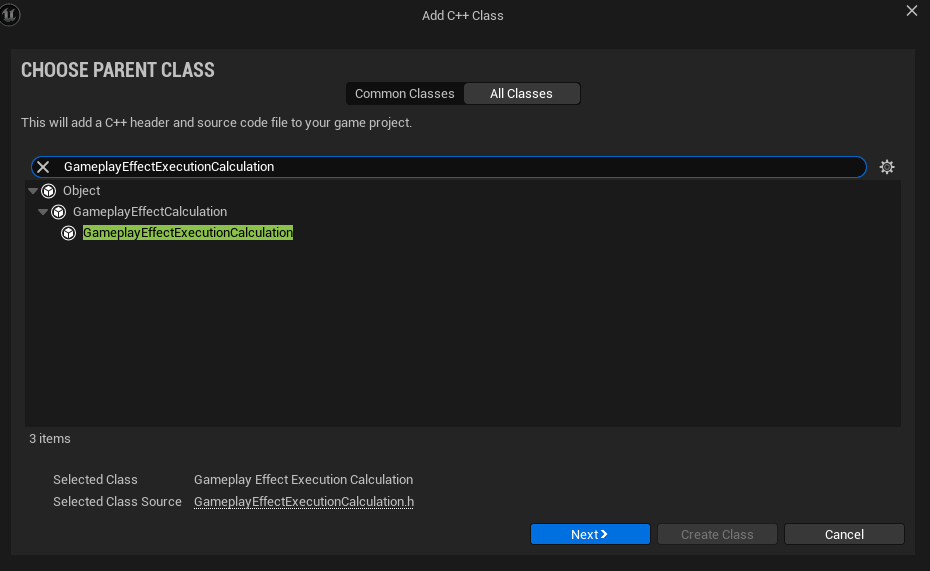 Add C++ Class
CHOOSE PARENT CLASS
Common Classes All Classes
This will add a C++ header and source code file to your game project.
GameplayEffectExecutionCalculation
Object
GameplayEffectCalculation
GameplayEffectExecutionCalculation
3 items
Selected Class Gameplay Effect Execution Calculation
Selected Class Source GameplayEffectExecutionCalculation.h
Next Create Class Cancel